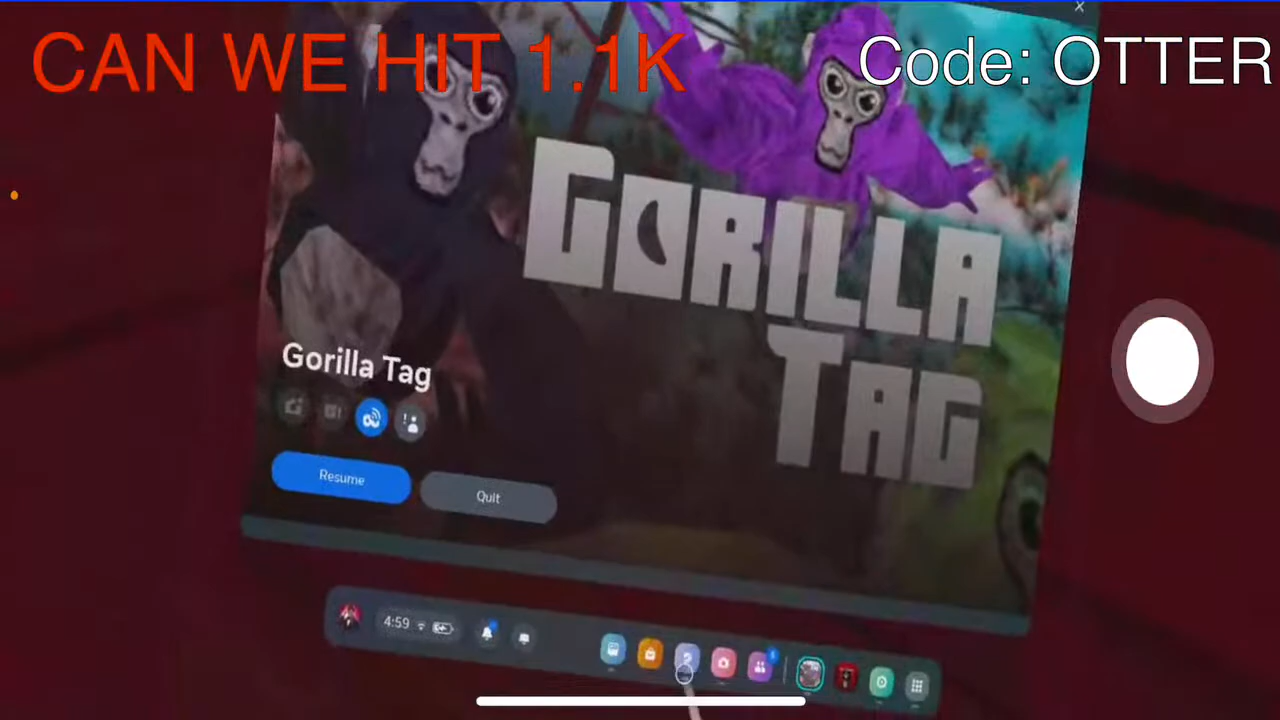 CAN WE HIT 1.1K
Code: OTTER
GORILLA
TAG
Gorilla Tag
Resume
Quit
4:59